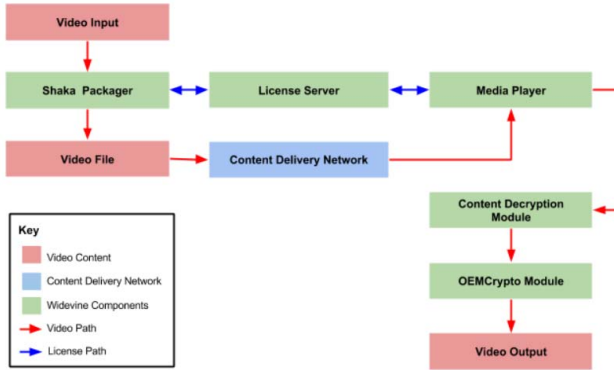 Video Input
Shaka Packager
License Server
Media Player
Video File
Content Delivery Network
Content Decryption
Module
OEMCrypto Module
Video Output
Key
Video Content
Content Delivery Network
Widevine Components
Video Path
License Path